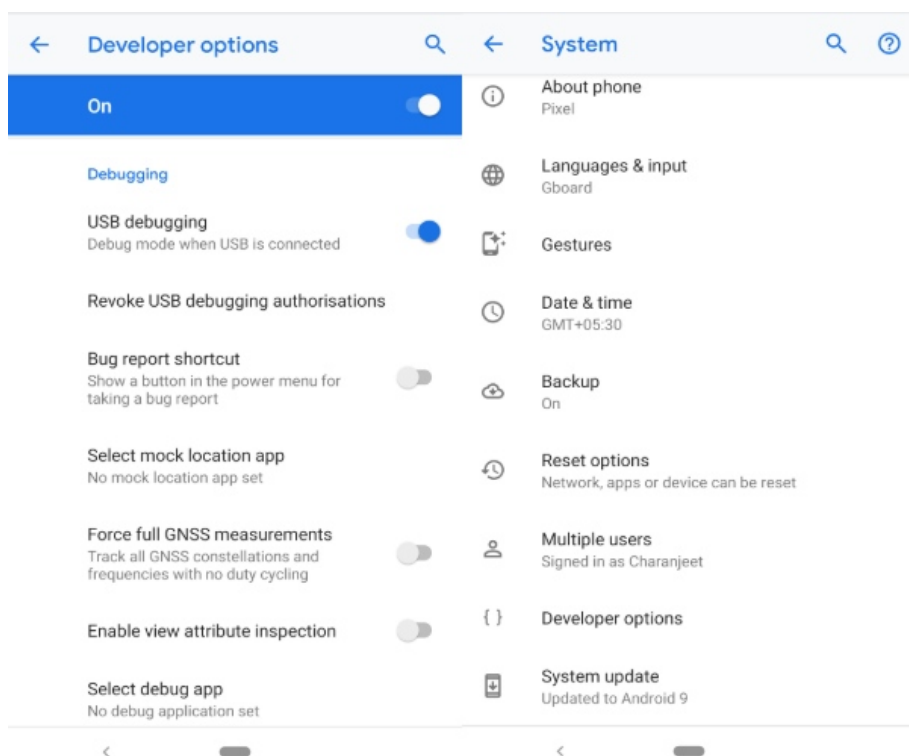 Developer options
On
Debugging
USB debugging
Debug mode when USB is connected
Revoke USB debugging authorisations
Bug report shortcut
Show a button in the power menu for
taking a bug report
Select mock location app
No mock location app set
Force full GNSS measurements
Track all GNSS constellations and
frequencies with no duty cycling
Enable view attribute inspection
Select debug app
No debug application set
System
About phone
Pixel
Languages & input
Gboard
Gestures
Date & time
GMT+05:30
Backup
On
Reset options
Network, apps or device can be reset
Multiple users
Signed in as Charanjeet
Developer options
System update
Updated to Android 9